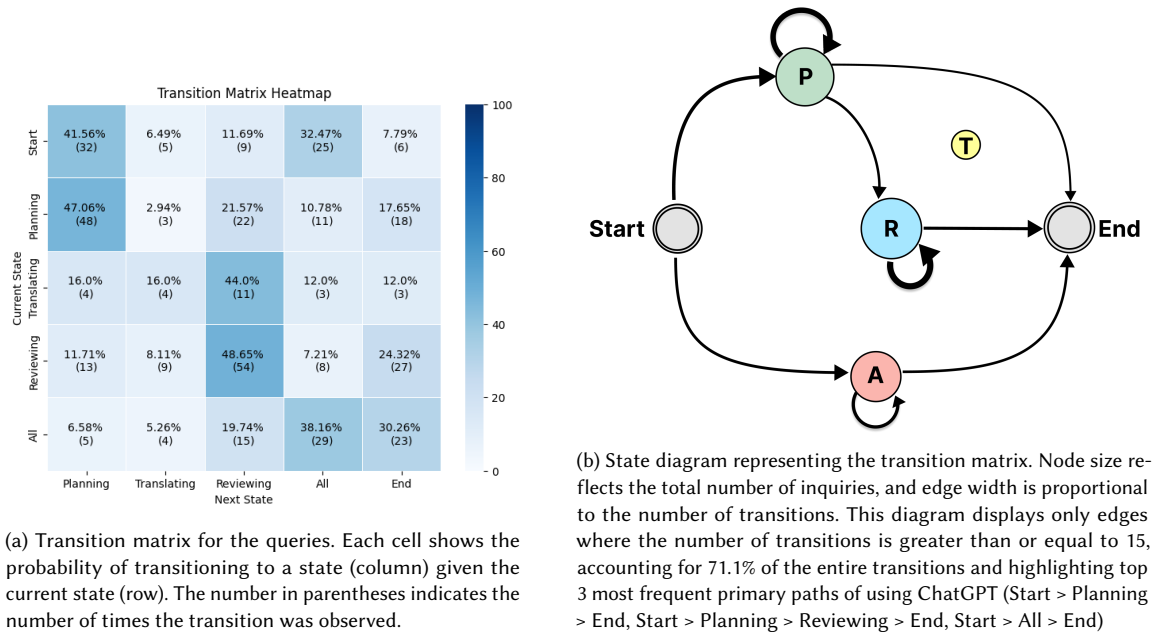 Transition Matrix Heatmap
Current State
Start
41.56% 6.49% 11.69% 32.47% 7.79%
(32) (5) (9) (25) (6)
Planning
47.06% 2.94% 21.57% 10.78% 17.65%
(48) (3) (22) (11) (18)
Translating
16.0% 16.0% 44.0% 12.0% 12.0%
(4) (4) (11) (3) (3)
Reviewing
11.71% 8.11% 48.65% 7.21% 24.32%
(13) (9) (54) (8) (27)
All
6.58% 5.26% 19.74% 38.16% 30.26%
(5) (4) (15) (29) (23)
Planning Translating Reviewing All End
Next State
100
80
60
40
20
0
(a) Transition matrix for the queries. Each cell shows the
probability of transitioning to a state (column) given the
current state (row). The number in parentheses indicates the
number of times the transition was observed.
P
T
Start
R
End
A
(b) State diagram representing the transition matrix. Node size re-
flects the total number of inquiries, and edge width is proportional
to the number of transitions. This diagram displays only edges
where the number of transitions is greater than or equal to 15,
accounting for 71.1% of the entire transitions and highlighting top
3 most frequent primary paths of using ChatGPT (Start > Planning
> End, Start > Planning > Reviewing > End, Start > All > End)